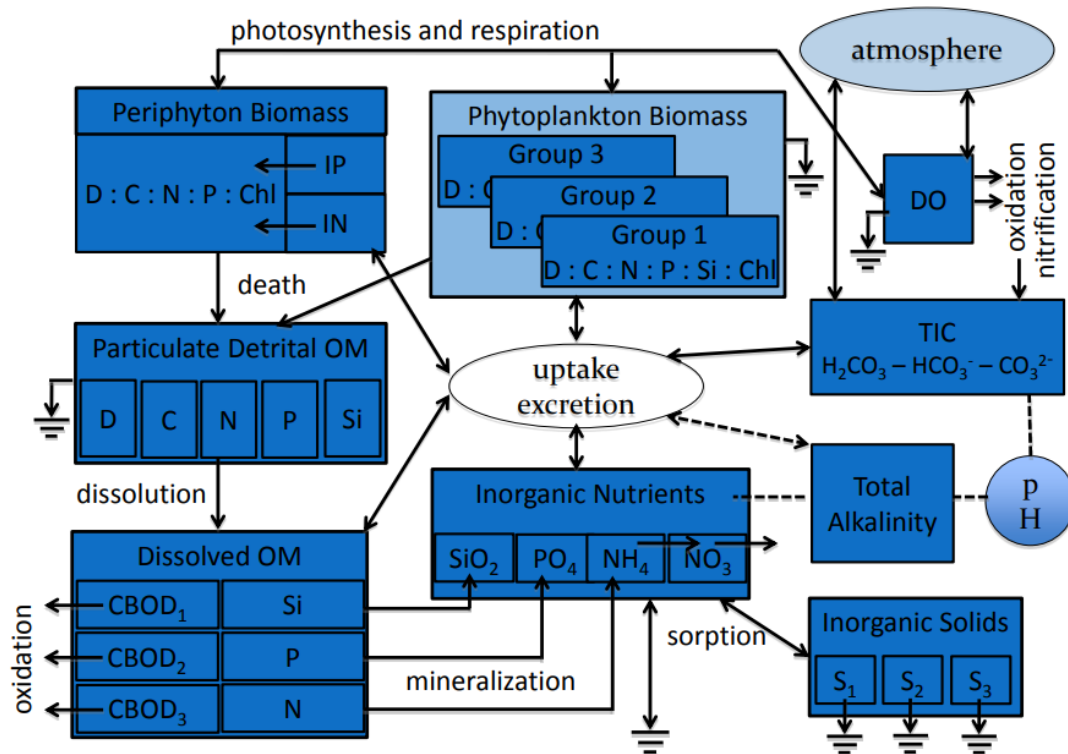 photosynthesis and respiration
atmosphere
Periphyton Biomass
IP
D : C : N : P : Chl
IN
Phytoplankton Biomass
Group 3
D : C
Group 2
D : C
Group 1
D : C : N : P : Si : Chl
DO
oxidation
nitrification
death
Particulate Detrital OM
D C N P Si
uptake
excretion
TIC
H₂CO₃ – HCO₃⁻ – CO₃²⁻
dissolution
Inorganic Nutrients
SiO₂ PO₄ NH₄ NO₃
Total
Alkalinity
p
H
Dissolved OM
CBOD₁ Si
CBOD₂ P
CBOD₃ N
oxidation
mineralization
sorption
Inorganic Solids
S₁ S₂ S₃